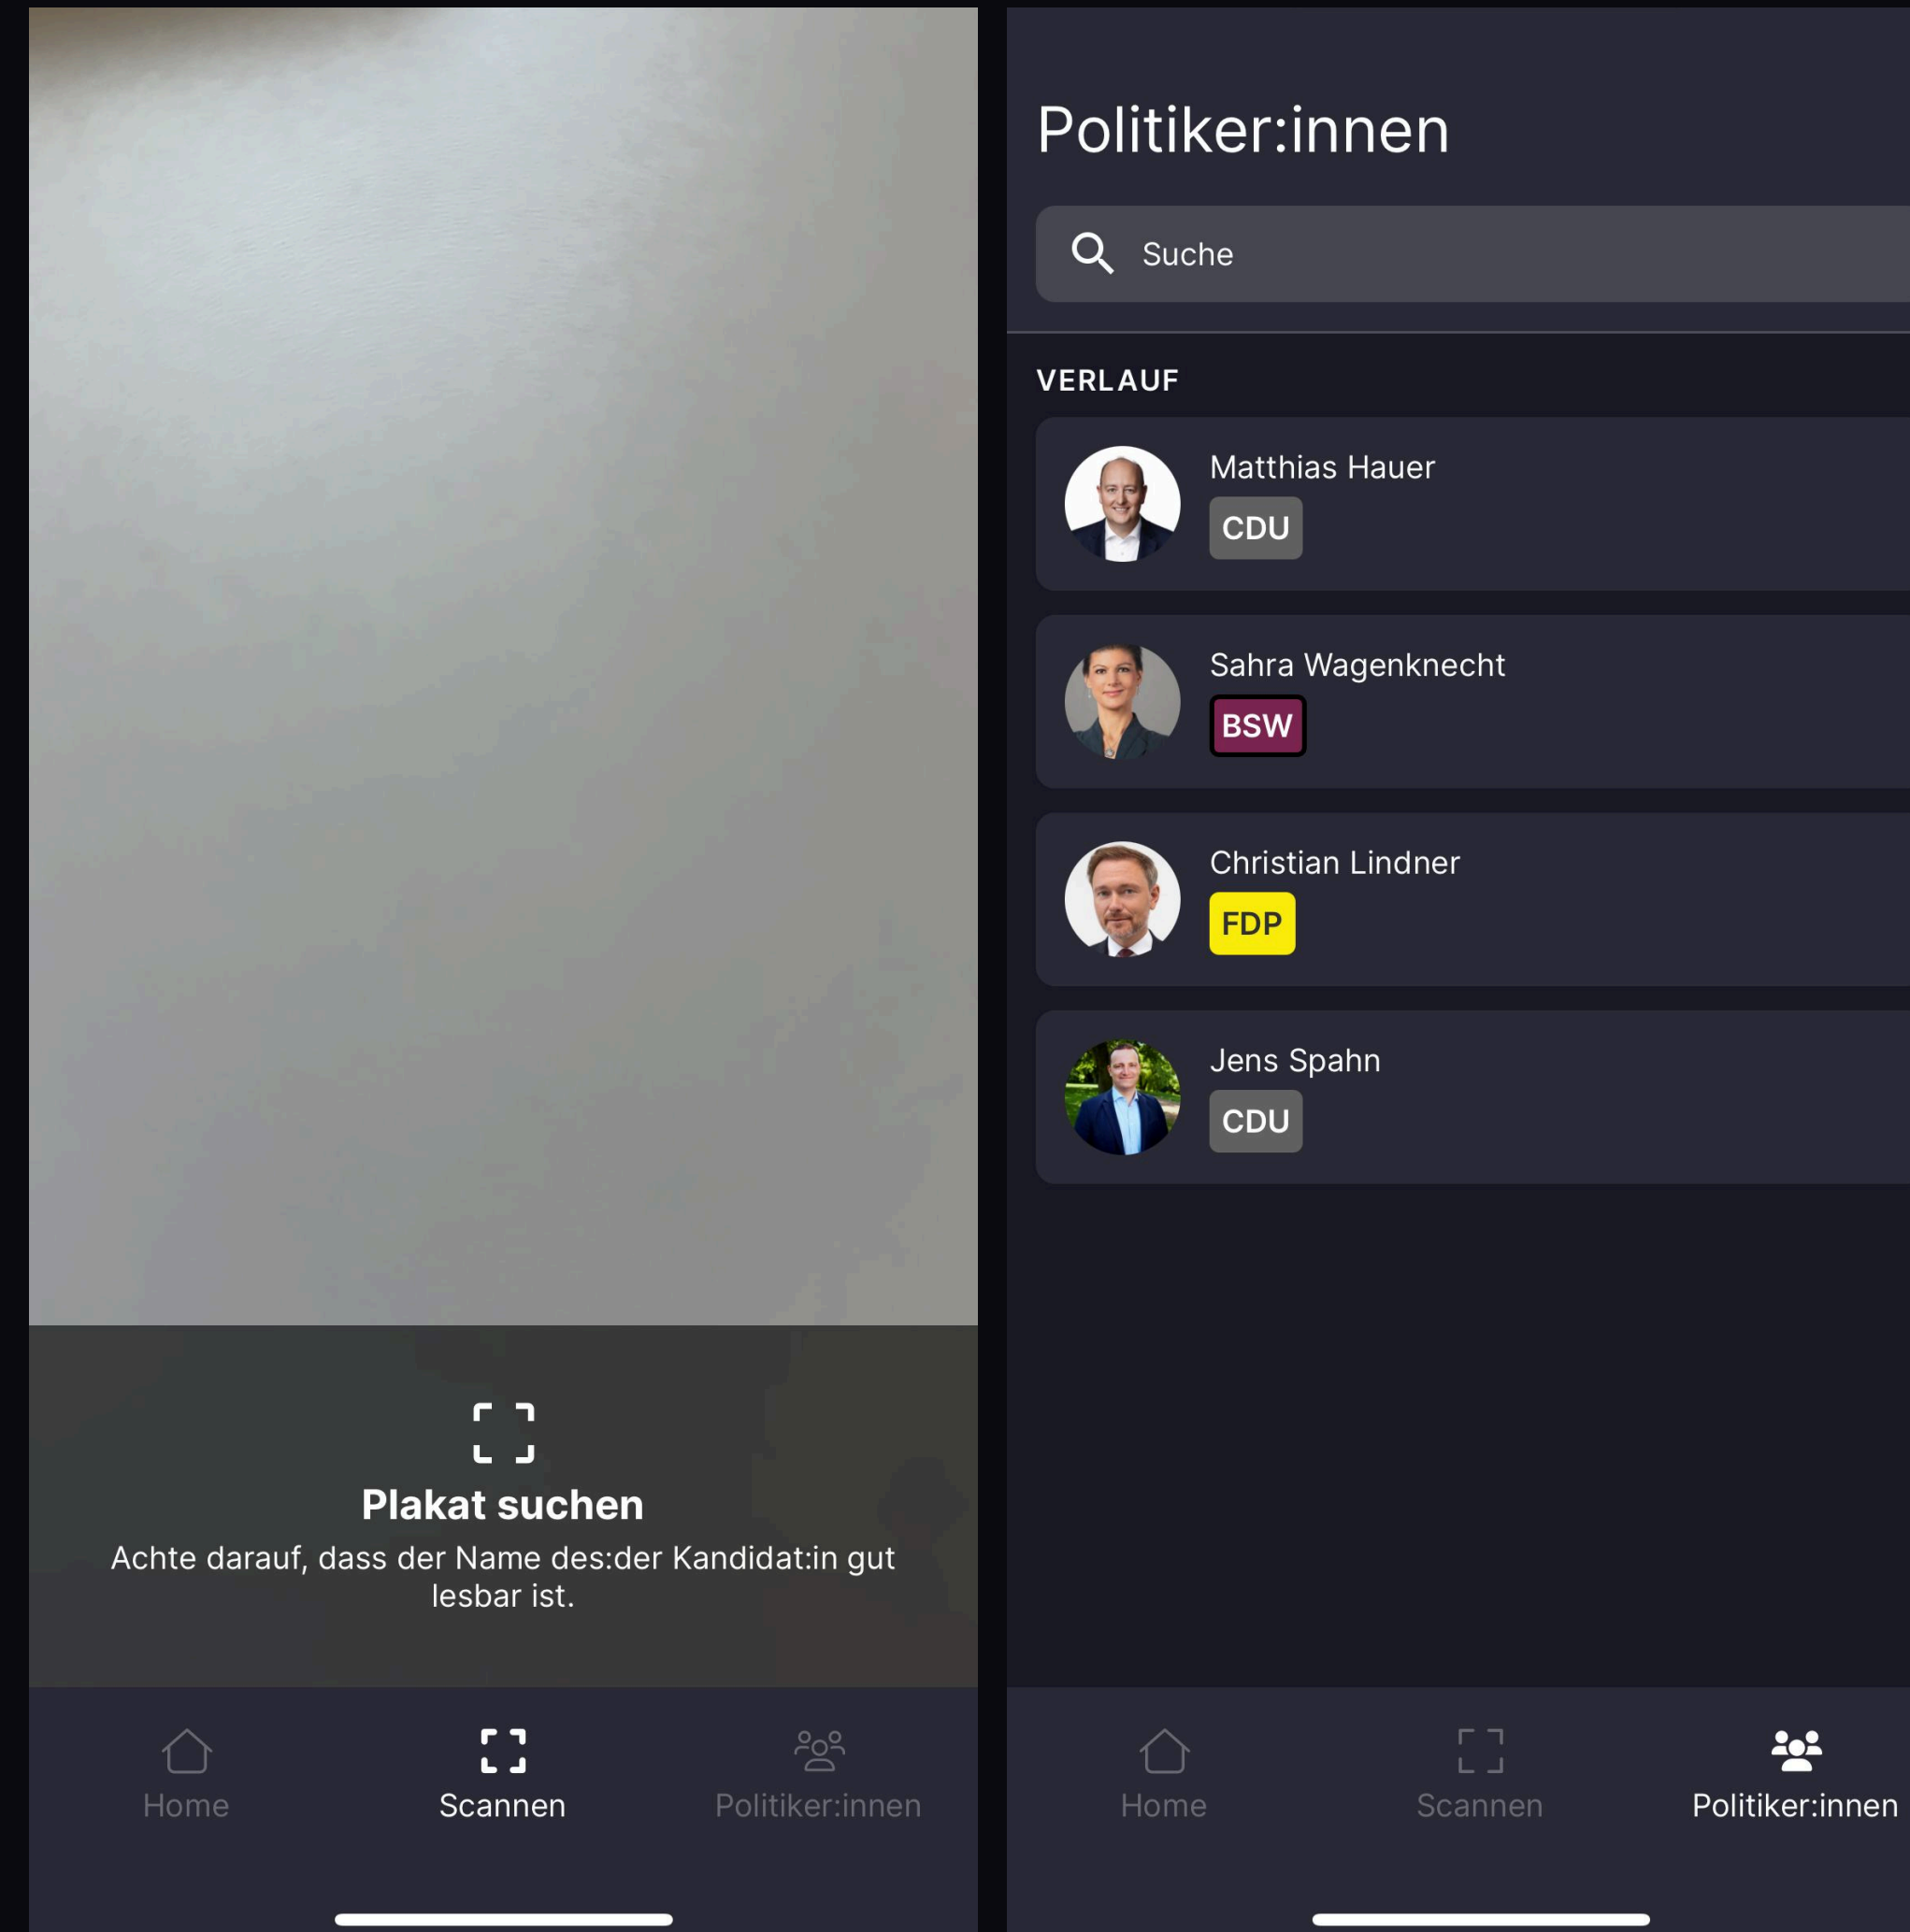 Plakat suchen
Achte darauf, dass der Name des:der Kandidat:in gut
lesbar ist.
Home
Scannen
Politiker:innen
Politiker:innen
Suche
VERLAUF
Matthias Hauer
CDU
Sahra Wagenknecht
BSW
Christian Lindner
FDP
Jens Spahn
CDU
Home
Scannen
Politiker:innen